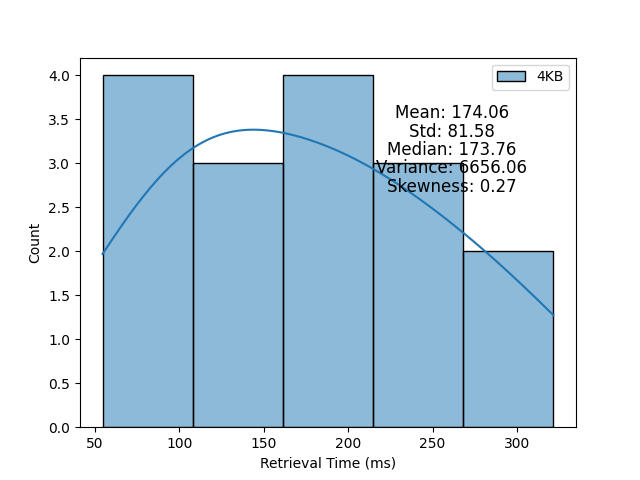 4KB
Mean: 174.06
Std: 81.58
Median: 173.76
Variance: 6656.06
Skewness: 0.27
4.0
3.5
3.0
2.5
2.0
1.5
1.0
0.5
0.0
Count
50 100 150 200 250 300
Retrieval Time (ms)